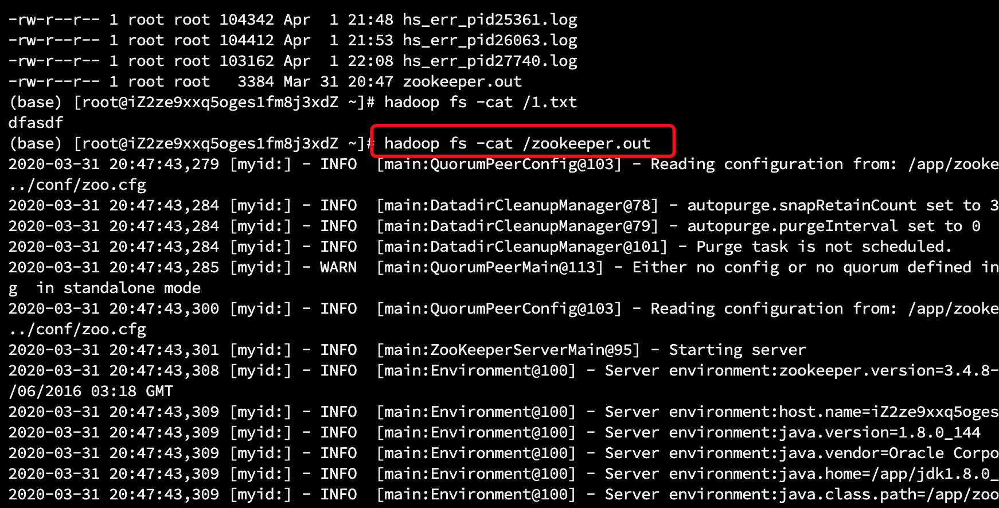 -rw-r--r-- 1 root root 104342 Apr  1 21:48 hs_err_pid25361.log
-rw-r--r-- 1 root root 104412 Apr  1 21:53 hs_err_pid26063.log
-rw-r--r-- 1 root root 103162 Apr  1 22:08 hs_err_pid27740.log
-rw-r--r-- 1 root root   3384 Mar 31 20:47 zookeeper.out
(base) [root@iZ2ze9xxq5oges1fm8j3xdZ ~]# hadoop fs -cat /1.txt
dfasdf
(base) [root@iZ2ze9xxq5oges1fm8j3xdZ ~]# hadoop fs -cat /zookeeper.out
2020-03-31 20:47:43,279 [myid:] - INFO  [main:QuorumPeerConfig@103] - Reading configuration from: /app/zooke
../conf/zoo.cfg
2020-03-31 20:47:43,284 [myid:] - INFO  [main:DatadirCleanupManager@78] - autopurge.snapRetainCount set to 3
2020-03-31 20:47:43,284 [myid:] - INFO  [main:DatadirCleanupManager@79] - autopurge.purgeInterval set to 0
2020-03-31 20:47:43,284 [myid:] - INFO  [main:DatadirCleanupManager@101] - Purge task is not scheduled.
2020-03-31 20:47:43,285 [myid:] - WARN  [main:QuorumPeerMain@113] - Either no config or no quorum defined in
g  in standalone mode
2020-03-31 20:47:43,300 [myid:] - INFO  [main:QuorumPeerConfig@103] - Reading configuration from: /app/zooke
../conf/zoo.cfg
2020-03-31 20:47:43,301 [myid:] - INFO  [main:ZooKeeperServerMain@95] - Starting server
2020-03-31 20:47:43,308 [myid:] - INFO  [main:Environment@100] - Server environment:zookeeper.version=3.4.8-
/06/2016 03:18 GMT
2020-03-31 20:47:43,309 [myid:] - INFO  [main:Environment@100] - Server environment:host.name=iZ2ze9xxq5oges
2020-03-31 20:47:43,309 [myid:] - INFO  [main:Environment@100] - Server environment:java.version=1.8.0_144
2020-03-31 20:47:43,309 [myid:] - INFO  [main:Environment@100] - Server environment:java.vendor=Oracle Corpo
2020-03-31 20:47:43,309 [myid:] - INFO  [main:Environment@100] - Server environment:java.home=/app/jdk1.8.0_
2020-03-31 20:47:43,309 [myid:] - INFO  [main:Environment@100] - Server environment:java.class.path=/app/zoo